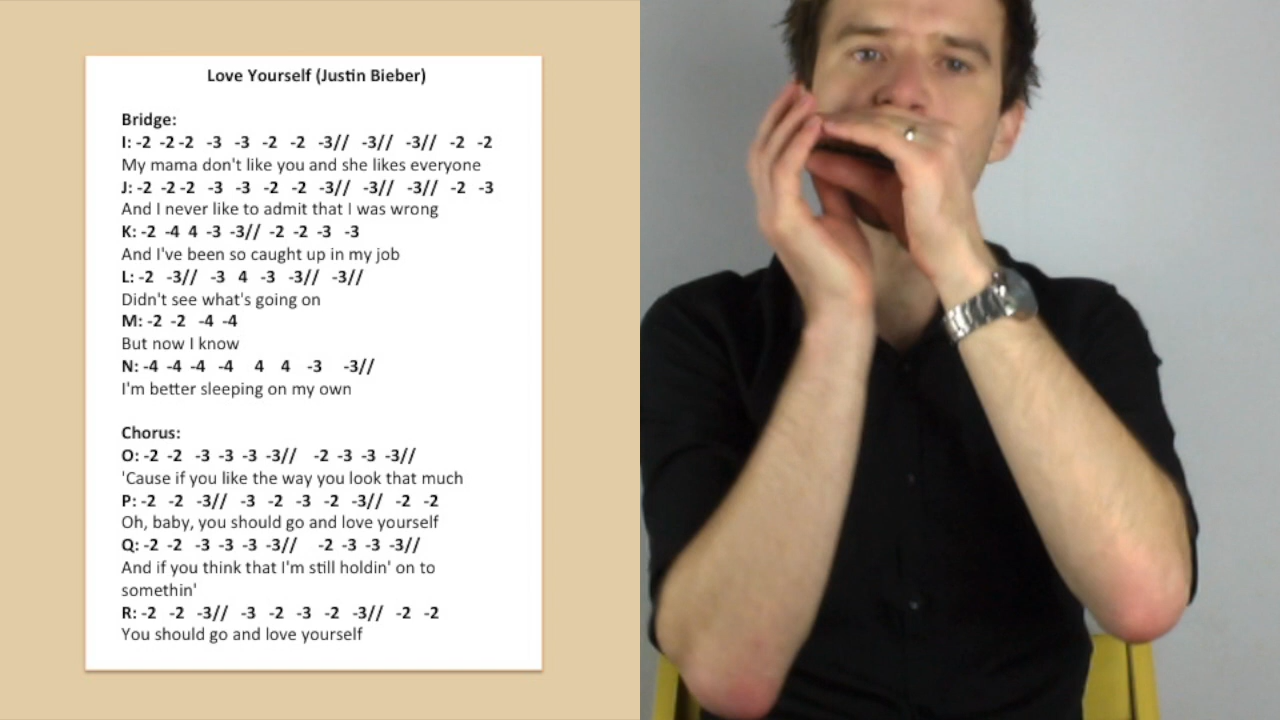 Love Yourself (Justin Bieber)
Bridge:
I: -2 -2 -2 -3 -3 -2 -2 -3// -3// -3// -2 -2
My mama don't like you and she likes everyone
J: -2 -2 -2 -3 -3 -2 -2 -3// -3// -3// -2 -3
And I never like to admit that I was wrong
K: -2 -4 4 -3 -3// -2 -2 -3 -3
And I've been so caught up in my job
L: -2 -3// -3 4 -3 -3// -3//
Didn't see what's going on
M: -2 -2 -4 -4
But now I know
N: -4 -4 -4 -4 4 4 -3 -3//
I'm better sleeping on my own
Chorus:
O: -2 -2 -3 -3 -3 -3// -2 -3 -3 -3//
'Cause if you like the way you look that much
P: -2 -2 -3// -3 -2 -3 -2 -3// -2 -2
Oh, baby, you should go and love yourself
Q: -2 -2 -3 -3 -3 -3// -2 -3 -3 -3//
And if you think that I'm still holdin' on to
somethin'
R: -2 -2 -3// -3 -2 -3 -2 -3// -2 -2
You should go and love yourself